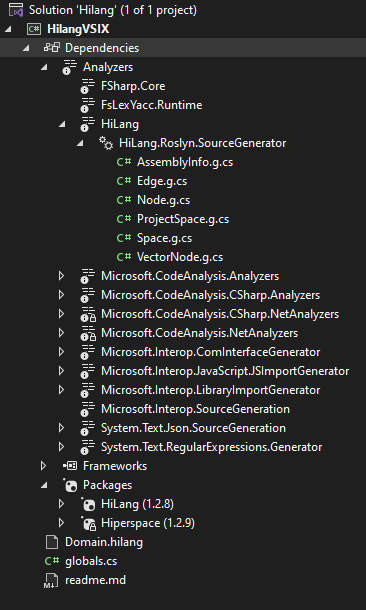 Solution 'Hilang' (1 of 1 project)
C# HilangVSIX
Dependencies
Analyzers
FSharp.Core
FsLexYacc.Runtime
HiLang
HiLang.Roslyn.SourceGenerator
C# AssemblyInfo.g.cs
C# Edge.g.cs
C# Node.g.cs
C# ProjectSpace.g.cs
C# Space.g.cs
C# VectorNode.g.cs
Microsoft.CodeAnalysis.Analyzers
Microsoft.CodeAnalysis.CSharp.Analyzers
Microsoft.CodeAnalysis.CSharp.NetAnalyzers
Microsoft.CodeAnalysis.NetAnalyzers
Microsoft.Interop.ComInterfaceGenerator
Microsoft.Interop.JavaScript.JSImportGenerator
Microsoft.Interop.LibraryImportGenerator
Microsoft.Interop.SourceGeneration
System.Text.Json.SourceGeneration
System.Text.RegularExpressions.Generator
Frameworks
Packages
HiLang (1.2.8)
Hiperspace (1.2.9)
Domain.hilang
C# globals.cs
M↓ readme.md